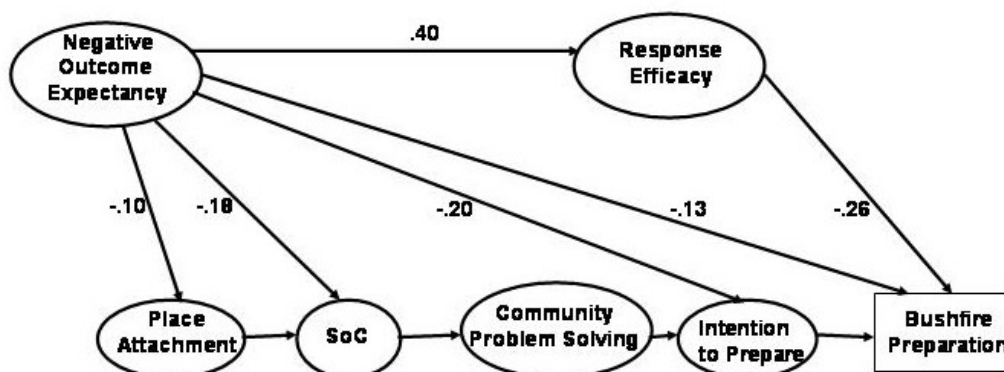 Negative
Outcome
Expectancy
.40
Response
Efficacy
-.10
-.18
-.20
-.13
-.26
Place
Attachment
SoC
Community
Problem Solving
Intention
to Prepare
Bushfire
Preparation